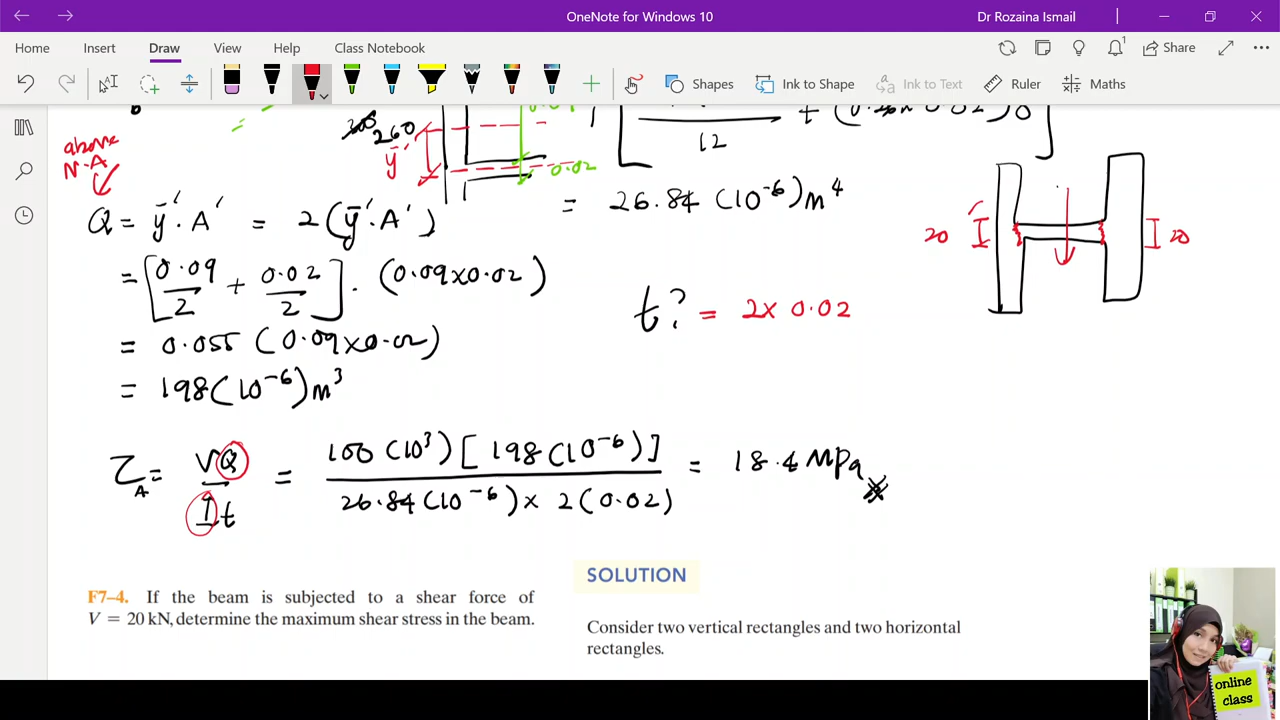 OneNote for Windows 10
Dr Rozaina Ismail
Home Insert Draw View Help Class Notebook
Share
Shapes Ink to Shape Ink to Text Ruler Maths
above
N.A
260
ȳ'
0.02
12
= 26.84 (10⁻⁶) m⁴
Q = ȳ'. A' = 2(ȳ'. A')
= [0.09/2 + 0.02/2] . (0.09x0.02)
= 0.055 (0.09x0.02)
= 198(10⁻⁶) m³
t? = 2x 0.02
20
20
τA = VQ/It = 100 (10³) [198 (10⁻⁶)] / 26.84 (10⁻⁶) x 2(0.02) = 18.4 MPa
F7–4. If the beam is subjected to a shear force of
V = 20 kN, determine the maximum shear stress in the beam.
SOLUTION
Consider two vertical rectangles and two horizontal
rectangles.
online
class